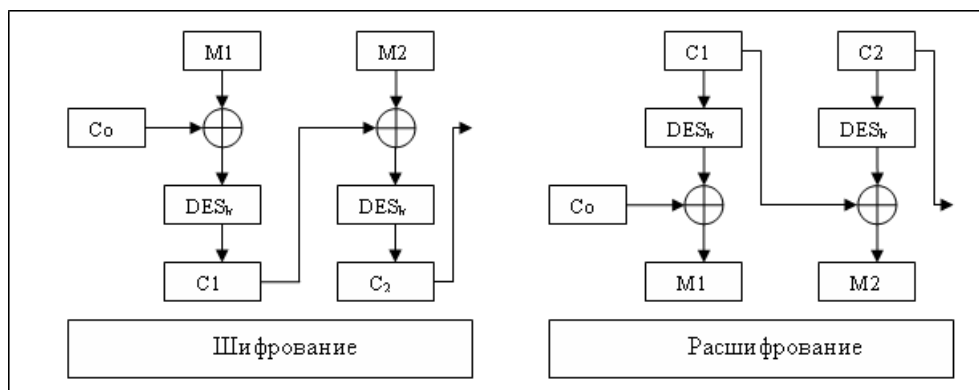 M1
M2
C1
C2
Co
DESk
DESk
DESk
DESk
Co
C1
C2
M1
M2
Шифрование
Расшифрование